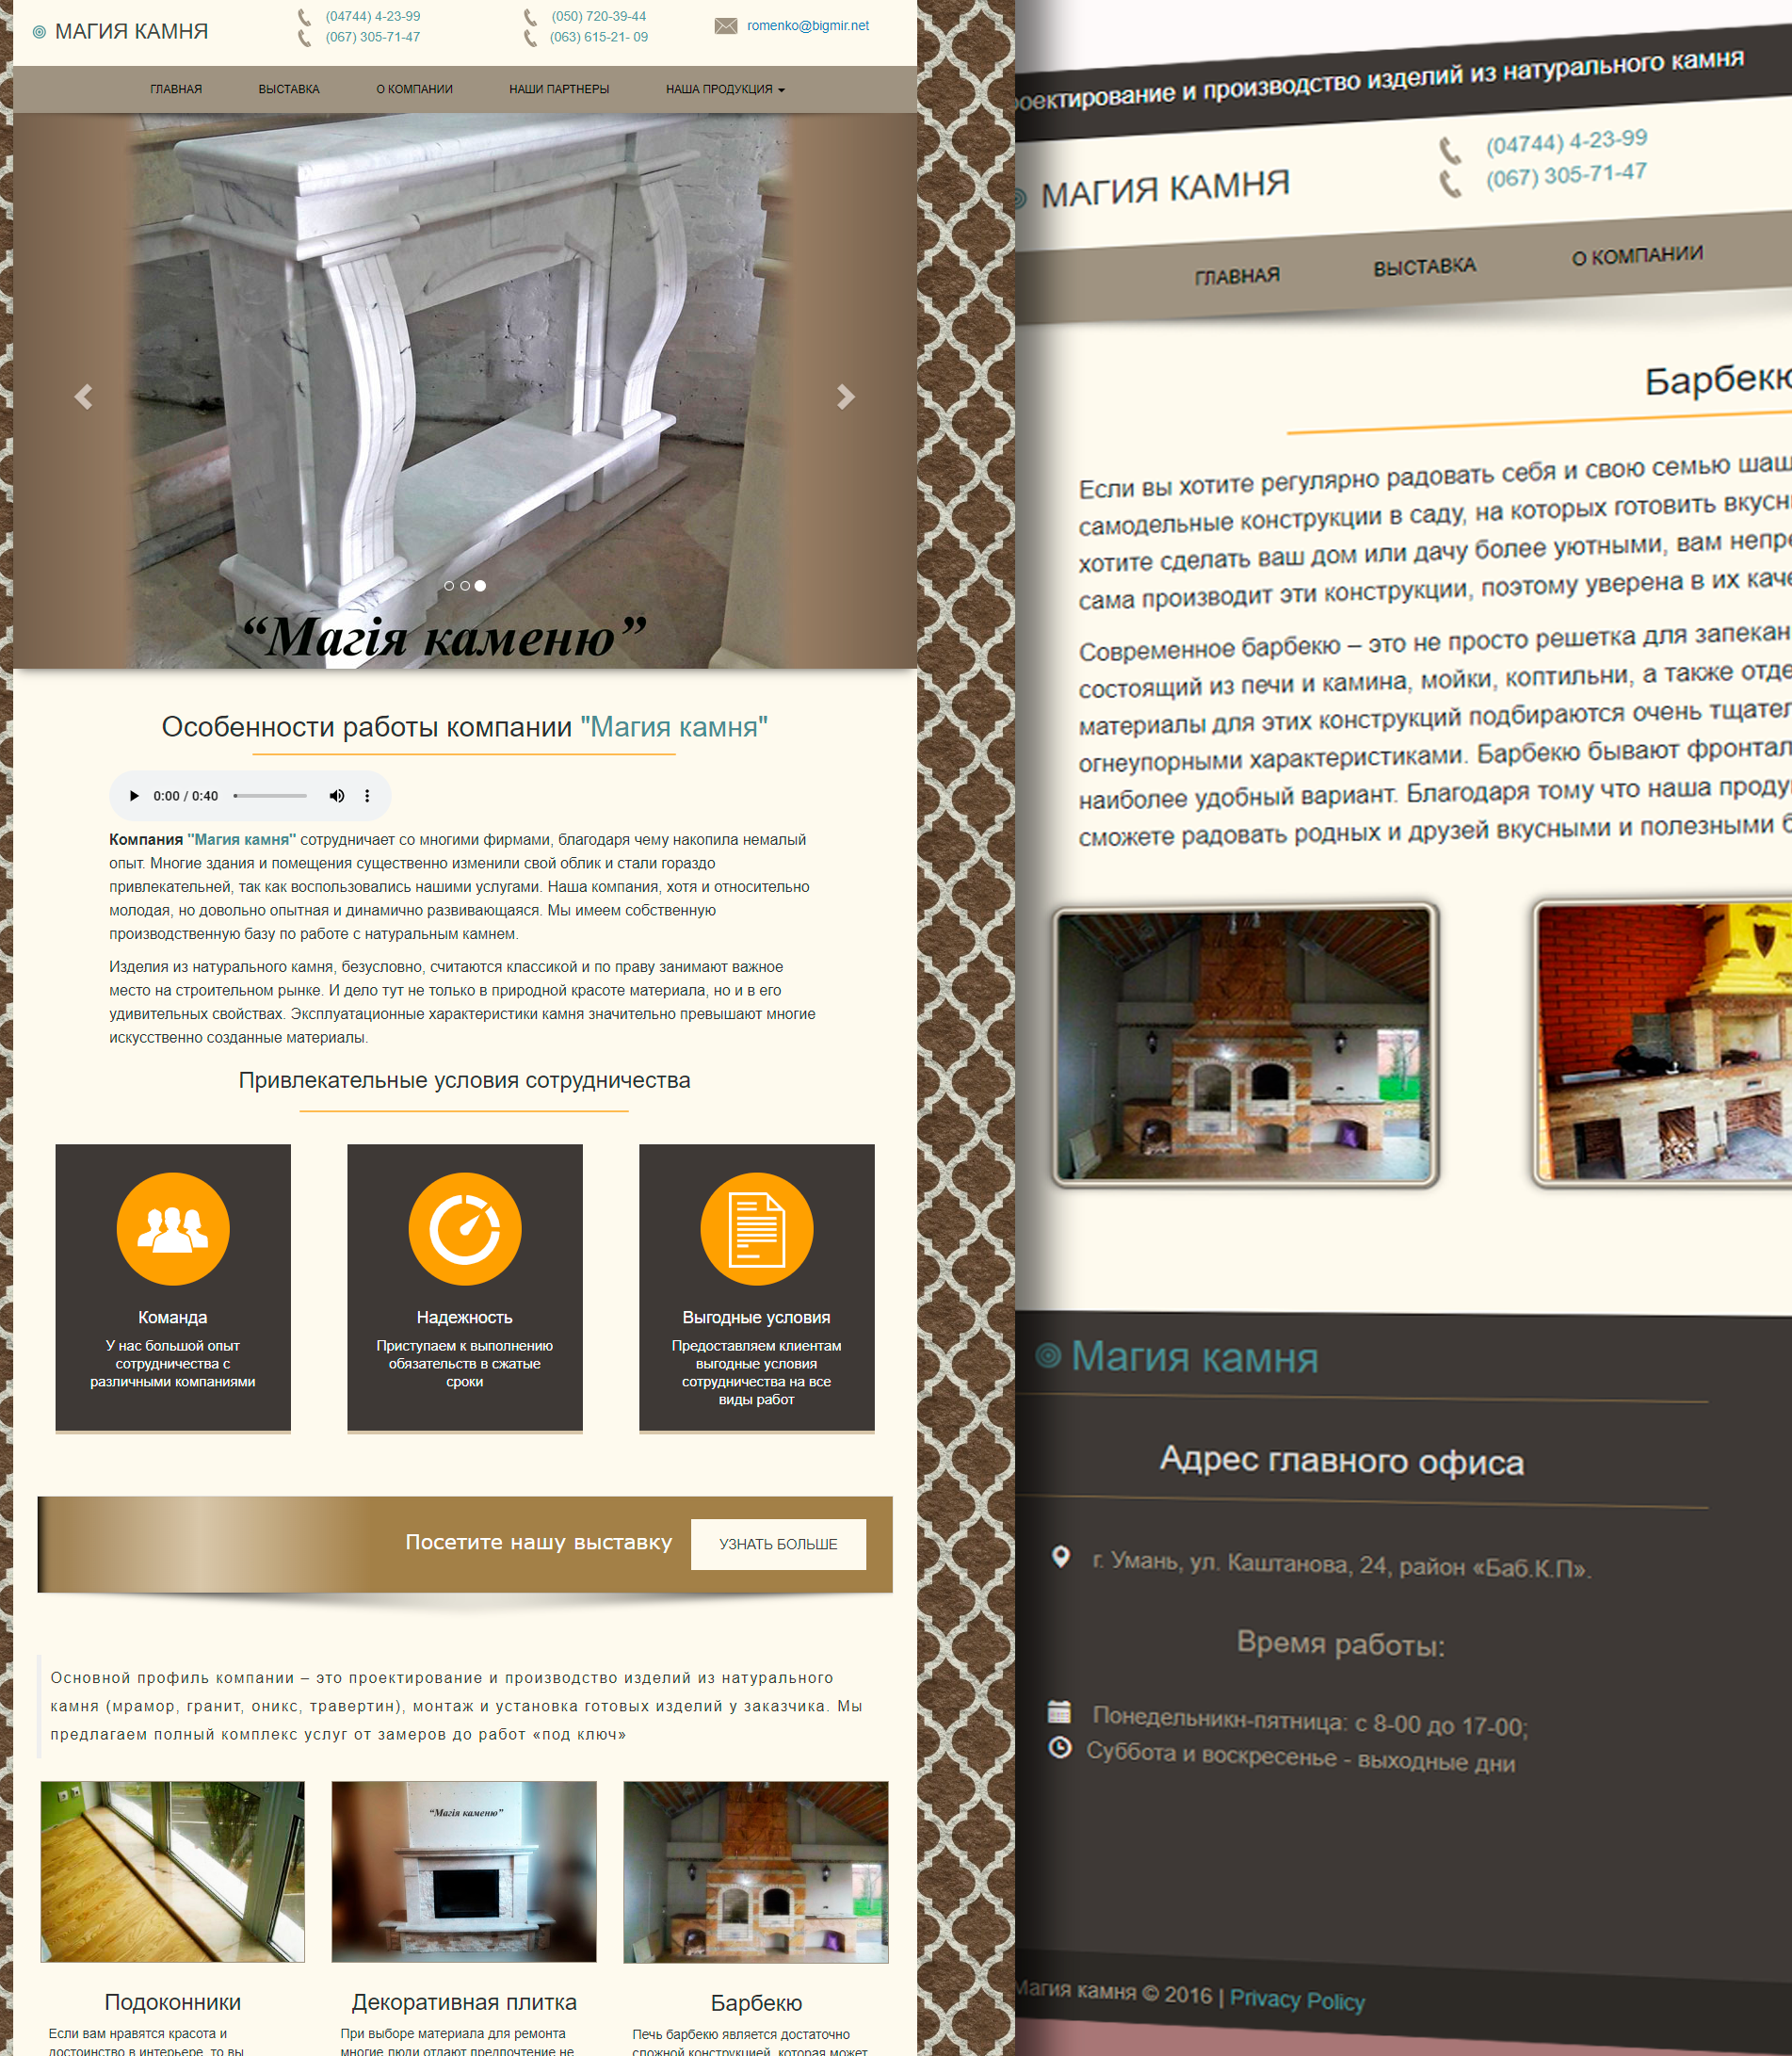 МАГИЯ КАМНЯ
(04744) 4-23-99
(067) 305-71-47
(050) 720-39-44
(063) 615-21- 09
romenko@bigmir.net
ГЛАВНАЯ
ВЫСТАВКА
О КОМПАНИИ
НАШИ ПАРТНЕРЫ
НАША ПРОДУКЦИЯ
“Магія каменю”
Особенности работы компании "Магия камня"
0:00 / 0:40
Компания "Магия камня" сотрудничает со многими фирмами, благодаря чему накопила немалый
опыт. Многие здания и помещения существенно изменили свой облик и стали гораздо
привлекательней, так как воспользовались нашими услугами. Наша компания, хотя и относительно
молодая, но довольно опытная и динамично развивающаяся. Мы имеем собственную
производственную базу по работе с натуральным камнем.
Изделия из натурального камня, безусловно, считаются классикой и по праву занимают важное
место на строительном рынке. И дело тут не только в природной красоте материала, но и в его
удивительных свойствах. Эксплуатационные характеристики камня значительно превышают многие
искусственно созданные материалы.
Привлекательные условия сотрудничества
Команда
У нас большой опыт
сотрудничества с
различными компаниями
Надежность
Приступаем к выполнению
обязательств в сжатые
сроки
Выгодные условия
Предоставляем клиентам
выгодные условия
сотрудничества на все
виды работ
Посетите нашу выставку
УЗНАТЬ БОЛЬШЕ
Основной профиль компании – это проектирование и производство изделий из натурального
камня (мрамор, гранит, оникс, травертин), монтаж и установка готовых изделий у заказчика. Мы
предлагаем полный комплекс услуг от замеров до работ «под ключ»
“Магія каменю”
Подоконники
Если вам нравятся красота и
достоинство в интерьере, то вы
Декоративная плитка
При выборе материала для ремонта
многие люди отдают предпочтение не
Барбекю
Печь барбекю является достаточно
сложной конструкцией, которая может
роектирование и производство изделий из натурального камня
МАГИЯ КАМНЯ
(04744) 4-23-99
(067) 305-71-47
ГЛАВНАЯ
ВЫСТАВКА
О КОМПАНИИ
Барбекю
Если вы хотите регулярно радовать себя и свою семью шаш
самодельные конструкции в саду, на которых готовить вкусн
хотите сделать ваш дом или дачу более уютными, вам непре
сама производит эти конструкции, поэтому уверена в их каче
Современное барбекю – это не просто решетка для запекан
состоящий из печи и камина, мойки, коптильни, а также отде
материалы для этих конструкций подбираются очень тщател
огнеупорными характеристиками. Барбекю бывают фронтал
наиболее удобный вариант. Благодаря тому что наша проду
сможете радовать родных и друзей вкусными и полезными б
Магия камня
Адрес главного офиса
г. Умань, ул. Каштанова, 24, район «Баб.К.П».
Время работы:
Понедельникн-пятница: с 8-00 до 17-00;
Суббота и воскресенье - выходные дни
Магия камня © 2016 | Privacy Policy